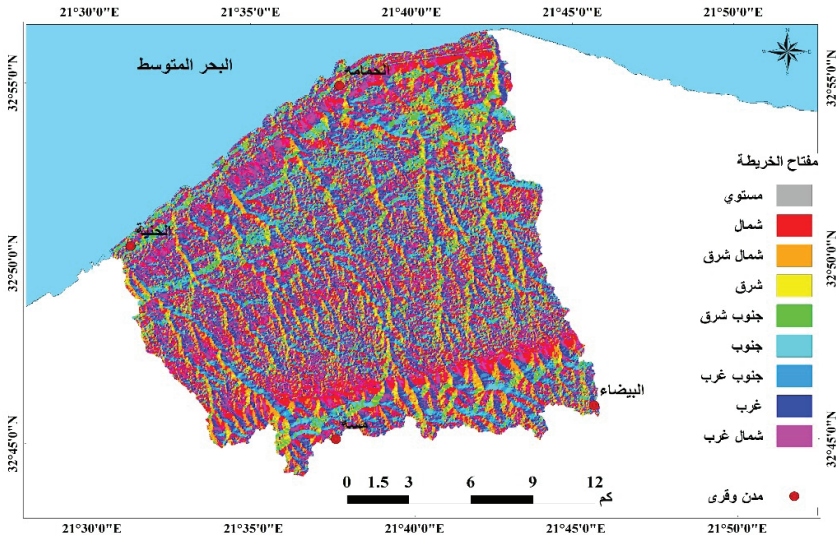 21°30'0"E 21°35'0"E 21°40'0"E 21°45'0"E 21°50'0"E
البحر المتوسط
الحمامة
32°55'0"N 32°55'0"N
مفتاح الخريطة
مستوي
شمال
شمال شرق
شرق
جنوب شرق
جنوب
جنوب غرب
غرب
شمال غرب
مدن وقرى
الحنية
32°50'0"N 32°50'0"N
البيضاء
32°45'0"N 32°45'0"N
0 1.5 3 6 9 12
كم
21°30'0"E 21°35'0"E 21°40'0"E 21°45'0"E 21°50'0"E